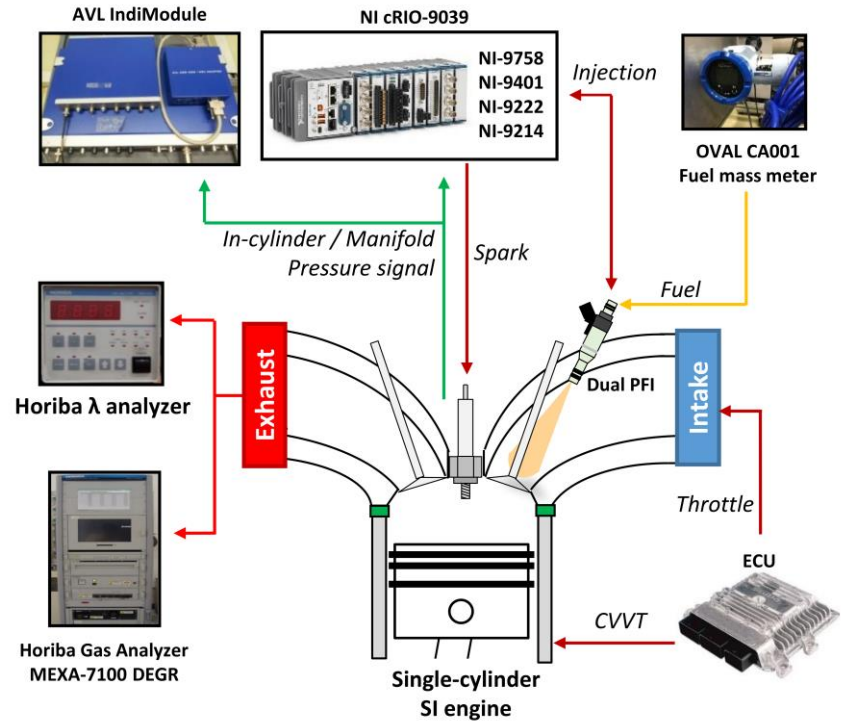 AVL IndiModule
NI cRIO-9039
NI-9758
NI-9401
NI-9222
NI-9214
Injection
OVAL CA001
Fuel mass meter
In-cylinder / Manifold
Pressure signal
Spark
Fuel
Horiba λ analyzer
Exhaust
Dual PFI
Intake
Throttle
ECU
CVVT
Horiba Gas Analyzer
MEXA-7100 DEGR
Single-cylinder
SI engine